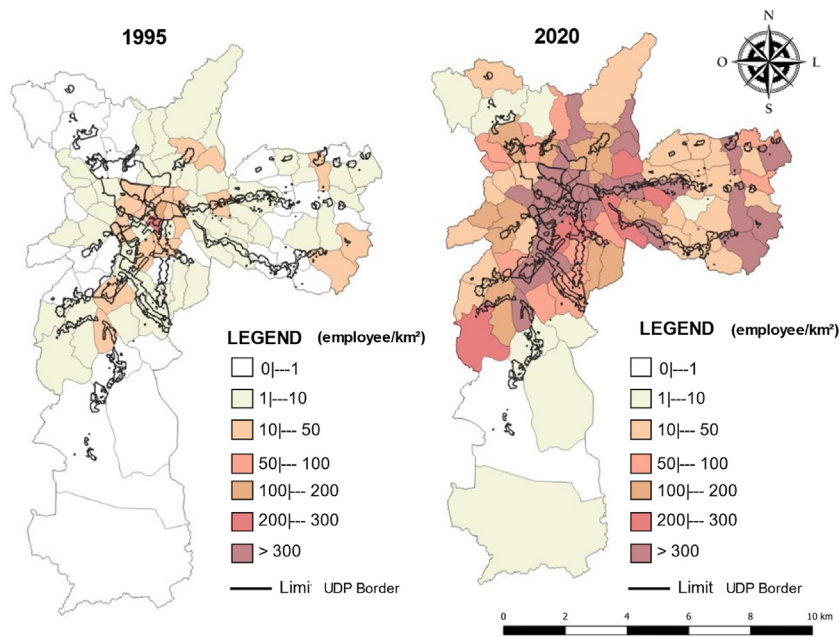 1995
LEGEND (employee/km²)
0|---1
1|---10
10|--- 50
50|--- 100
100|--- 200
200|--- 300
> 300
Limi UDP Border
2020
N
O L
S
LEGEND (employee/km²)
0|---1
1|---10
10|--- 50
50|--- 100
100|--- 200
200|--- 300
> 300
Limit UDP Border
0 2 4 6 8 10 km